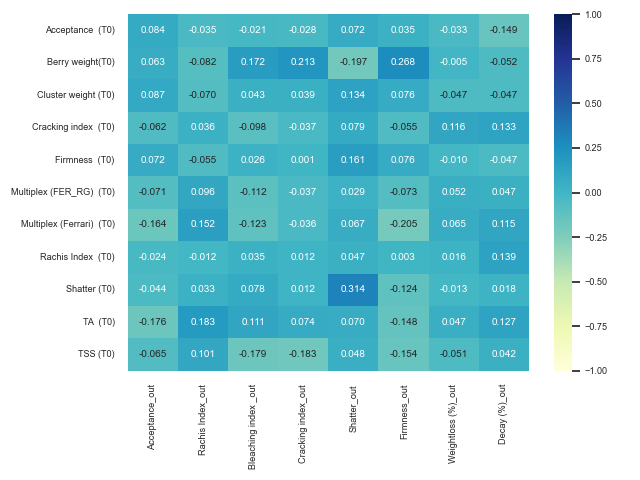 Acceptance (T0) 0.084 -0.035 -0.021 -0.028 0.072 0.035 -0.033 -0.149
Berry weight(T0) 0.063 -0.082 0.172 0.213 -0.197 0.268 -0.005 -0.052
Cluster weight (T0) 0.087 -0.070 0.043 0.039 0.134 0.076 -0.047 -0.047
Cracking index (T0) -0.062 0.036 -0.098 -0.037 0.079 -0.055 0.116 0.133
Firmness (T0) 0.072 -0.055 0.026 0.001 0.161 0.076 -0.010 -0.047
Multiplex (FER_RG) (T0) -0.071 0.096 -0.112 -0.037 0.029 -0.073 0.052 0.047
Multiplex (Ferrari) (T0) -0.164 0.152 -0.123 -0.036 0.067 -0.205 0.065 0.115
Rachis Index (T0) -0.024 -0.012 0.035 0.012 0.047 0.003 0.016 0.139
Shatter (T0) -0.044 0.033 0.078 0.012 0.314 -0.124 -0.013 0.018
TA (T0) -0.176 0.183 0.111 0.074 0.070 -0.148 0.047 0.127
TSS (T0) -0.065 0.101 -0.179 -0.183 0.048 -0.154 -0.051 0.042
Acceptance_out
Rachis Index_out
Bleaching index _out
Cracking index_out
Shatter_out
Firmness_out
Weightloss (%)_out
Decay (%)_out
1.00
0.75
0.50
0.25
0.00
-0.25
-0.50
-0.75
-1.00